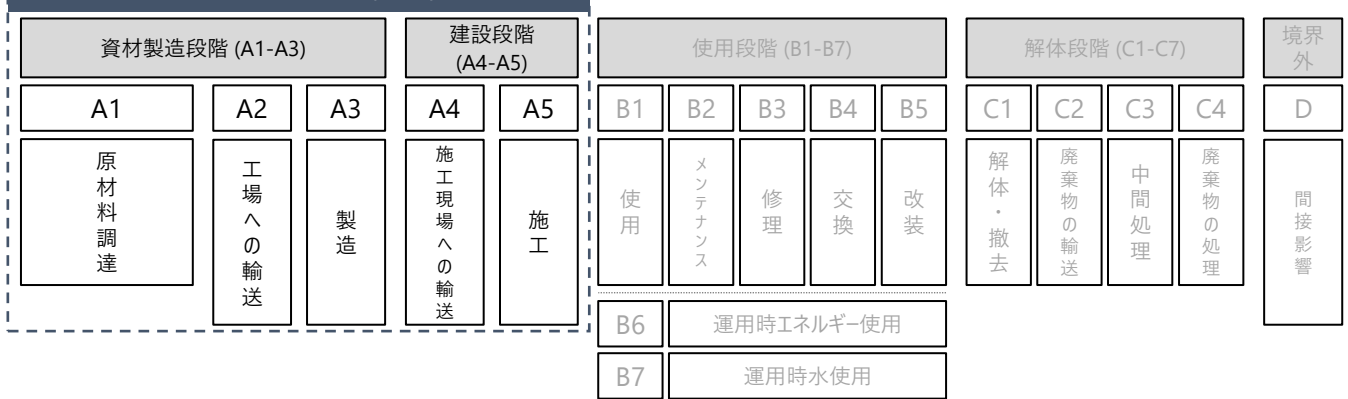 資材製造段階 (A1-A3)
建設段階
(A4-A5)
使用段階 (B1-B7)
解体段階 (C1-C7)
境界
外
A1
A2
A3
A4
A5
B1
B2
B3
B4
B5
C1
C2
C3
C4
D
原材料調達
工場への輸送
製造
施工現場への輸送
施工
使用
メンテナンス
修理
交換
改装
解体・撤去
廃棄物の輸送
中間処理
廃棄物の処理
間接影響
B6
運用時エネルギー使用
B7
運用時水使用